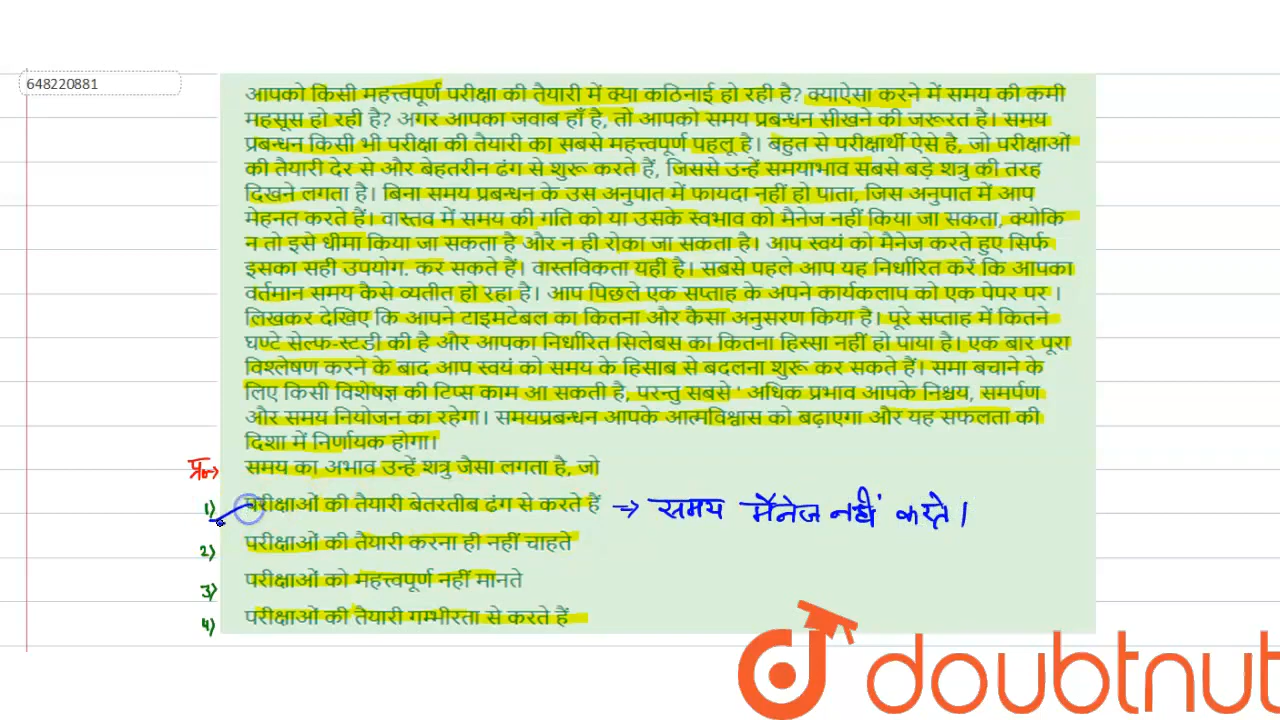 648220881
आपको किसी महत्त्वपूर्ण परीक्षा की तैयारी में क्या कठिनाई हो रही है? क्याऐसा करने में समय की कमी
महसूस हो रही है? अगर आपका जवाब हाँ है, तो आपको समय प्रबन्धन सीखने की जरूरत है। समय
प्रबन्धन किसी भी परीक्षा की तैयारी का सबसे महत्त्वपूर्ण पहलू है। बहुत से परीक्षार्थी ऐसे है, जो परीक्षाओं
की तैयारी देर से और बेहतरीन ढंग से शुरू करते हैं, जिससे उन्हें समयाभाव सबसे बड़े शत्रु की तरह
दिखने लगता है। बिना समय प्रबन्धन के उस अनुपात में फायदा नहीं हो पाता, जिस अनुपात में आप
मेहनत करते हैं। वास्तव में समय की गति को या उसके स्वभाव को मैनेज नहीं किया जा सकता, क्योकि
न तो इसे धीमा किया जा सकता है और न ही रोका जा सकता है। आप स्वयं को मैनेज करते हुए सिर्फ
इसका सही उपयोग. कर सकते हैं। वास्तविकता यही है। सबसे पहले आप यह निर्धारित करें कि आपका
वर्तमान समय कैसे व्यतीत हो रहा है। आप पिछले एक सप्ताह के अपने कार्यकलाप को एक पेपर पर ।
लिखकर देखिए कि आपने टाइमटेबल का कितना और कैसा अनुसरण किया है। पूरे सप्ताह में कितने
घण्टे सेल्फ-स्टडी की है और आपका निर्धारित सिलेबस का कितना हिस्सा नहीं हो पाया है। एक बार पूरा
विश्लेषण करने के बाद आप स्वयं को समय के हिसाब से बदलना शुरू कर सकते हैं। समा बचाने के
लिए किसी विशेषज्ञ की टिप्स काम आ सकती है, परन्तु सबसे ' अधिक प्रभाव आपके निश्चय, समर्पण
और समय नियोजन का रहेगा। समयप्रबन्धन आपके आत्मविश्वास को बढ़ाएगा और यह सफलता की
दिशा में निर्णायक होगा।
समय का अभाव उन्हें शत्रु जैसा लगता है, जो
1) परीक्षाओं की तैयारी बेतरतीब ढंग से करते हैं → समय मैनेज नहीं करते।
2) परीक्षाओं की तैयारी करना ही नहीं चाहते
3) परीक्षाओं को महत्त्वपूर्ण नहीं मानते
4) परीक्षाओं की तैयारी गम्भीरता से करते हैं
doubtnut